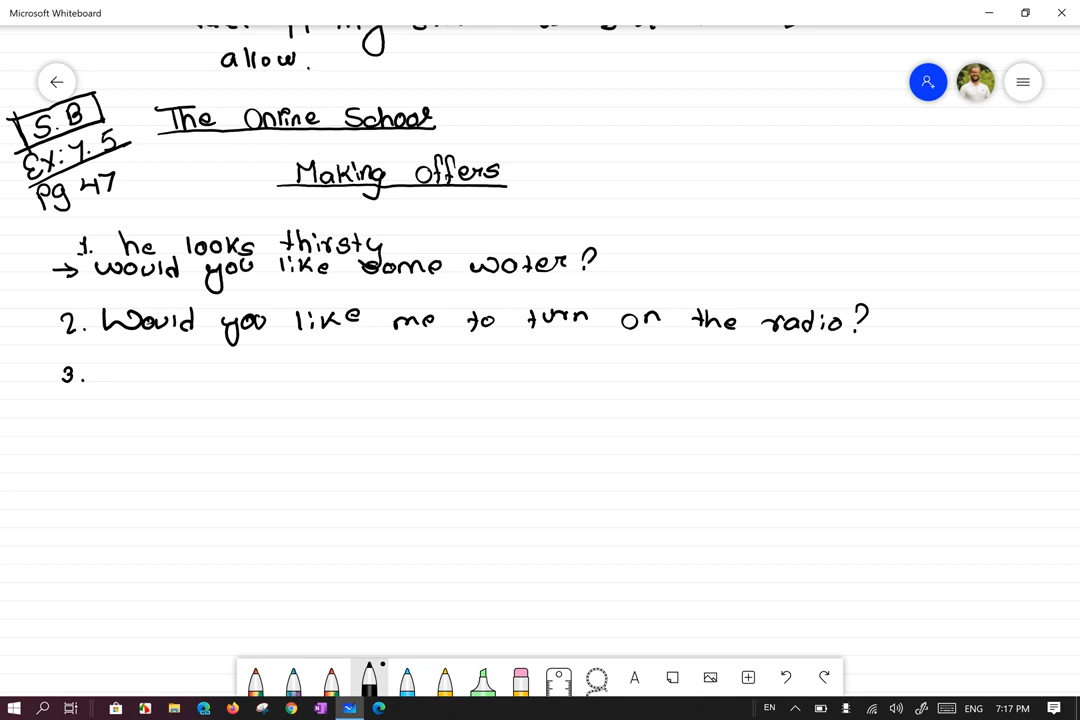 Microsoft Whiteboard
allow.
S.B
Ex: 7.5
pg 47
The Online School
Making Offers
1. he looks thirsty
→ would you like some water?
2. Would you like me to turn on the radio?
3.
A
EN
ENG
7:17 PM